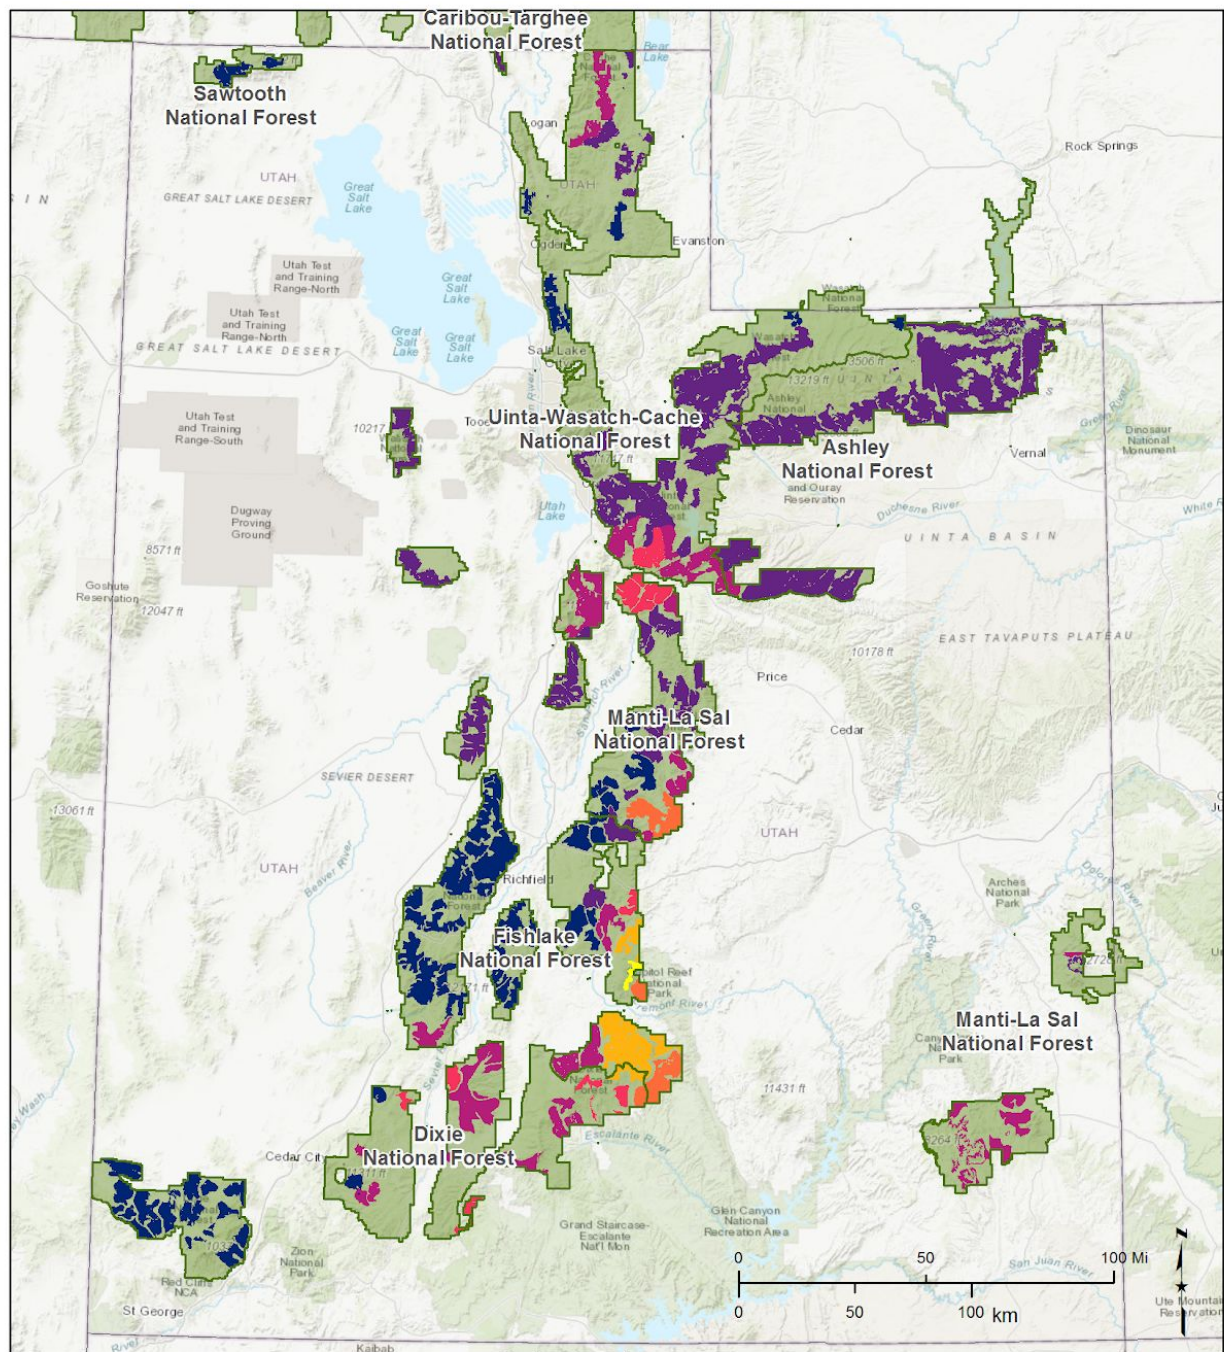 Caribou-Targhee
National Forest
Bear
Lake
Sawtooth
National Forest
Logan
Rock Springs
UTAH
GREAT SALT LAKE DESERT
Great
Salt
Lake
UTAH
Ogden
Evanston
Utah Test
and Training
Range-North
Great
Salt
Lake
Utah Test
and Training
Range-North
Great
Salt
Lake
Great
Salt
Lake
GREAT SALT LAKE DESERT
Salt Lake
Wasatch
National
Forest
3506 ft
13219 ft
UINTA
Ashley
National
Utah Test
and Training
Range-South
10217
Uinta-Wasatch-Cache
National Forest
Ashley
National Forest
Green River
Dinosaur
National
Monument
Vernal
and Ouray
Reservation
Utah
Lake
Duchesne River
White R
UINTA BASIN
Dugway
Proving
Ground
8571 ft
Goshute
Reservation
12047 ft
EAST TAVAPUTS PLATEAU
10178 ft
Price
Manti-La Sal
National Forest
Cedar
SEVIER DESERT
13061 ft
UTAH
UTAH
Beaver River
Richfield
Dolores River
Arches
National
Park
Green River
Fishlake
National Forest
Capitol Reef
National
Park
Fremont River
Manti-La Sal
National Forest
Park
11431 ft
Escalante River
Dixie
National Forest
Cedar City
11311 ft
Zion
National
Park
Grand Staircase-
Escalante
Nat'l Mon
Glen Canyon
National
Recreation Area
San Juan River
Red Cliffs
NCA
St George
River
Kaibab
Ute Mountain
Reservation
0 50 100 Mi
0 50 100 km